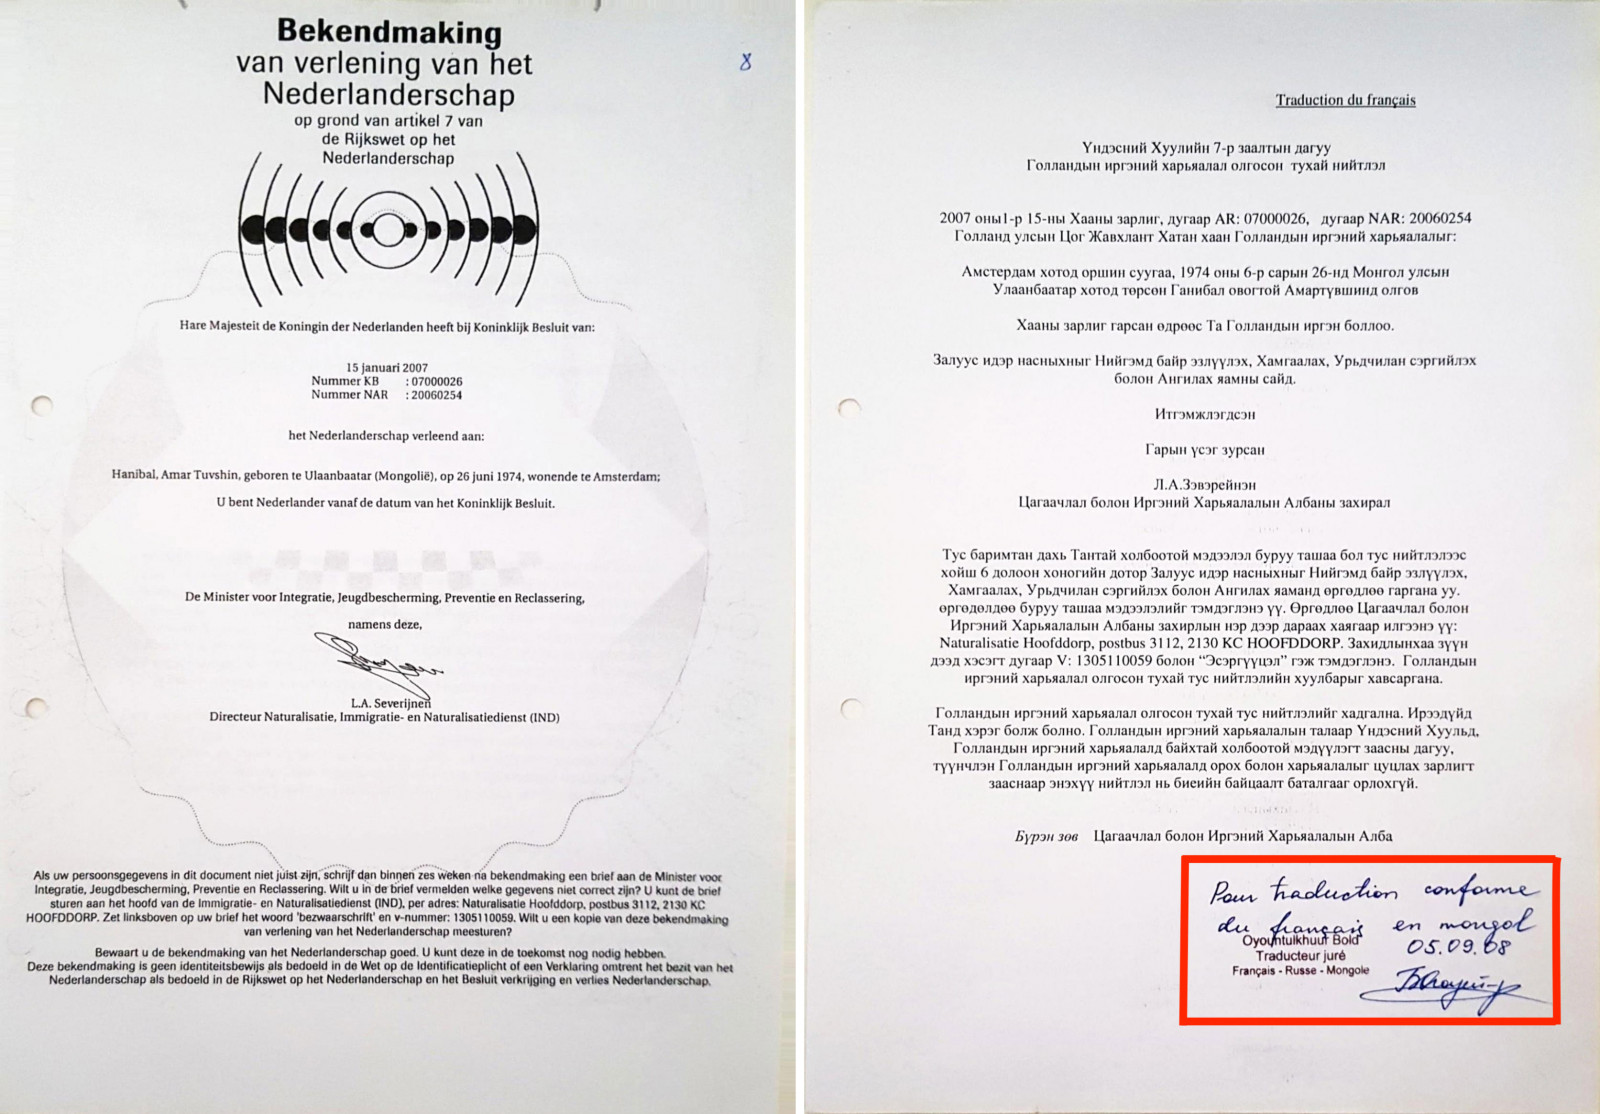 Bekendmaking
van verlening van het
Nederlanderschap
op grond van artikel 7 van
de Rijkswet op het
Nederlanderschap
8
Hare Majesteit de Koningin der Nederlanden heeft bij Koninklijk Besluit van:
15 januari 2007
Nummer KB : 07000026
Nummer NAR : 20060254
het Nederlanderschap verleend aan:
Hanibal, Amar Tuvshin, geboren te Ulaanbaatar (Mongolië), op 26 juni 1974, wonende te Amsterdam;
U bent Nederlander vanaf de datum van het Koninklijk Besluit.
De Minister voor Integratie, Jeugdbescherming, Preventie en Reclassering,
namens deze,
L.A. Severijnen
Directeur Naturalisatie, Immigratie- en Naturalisatiedienst (IND)
Als uw persoonsgegevens in dit document niet juist zijn, schrijf dan binnen zes weken na bekendmaking een brief aan de Minister voor
Integratie, Jeugdbescherming, Preventie en Reclassering. Wilt u in de brief vermelden welke gegevens niet correct zijn? U kunt de brief
sturen aan het hoofd van de Immigratie- en Naturalisatiedienst (IND), per adres: Naturalisatie Hoofddorp, postbus 3112, 2130 KC
HOOFDDORP. Zet linksboven op uw brief het woord 'bezwaarschrift' en v-nummer: 1305110059. Wilt u een kopie van deze bekendmaking
van verlening van het Nederlanderschap meesturen?
Bewaart u de bekendmaking van het Nederlanderschap goed. U kunt deze in de toekomst nog nodig hebben.
Deze bekendmaking is geen identiteitsbewijs als bedoeld in de Wet op de Identificatieplicht of een Verklaring omtrent het bezit van het
Nederlanderschap als bedoeld in de Rijkswet op het Nederlanderschap en het Besluit verkrijging en verlies Nederlanderschap.
Traduction du français
Үндэсний Хуулийн 7-р заалтын дагуу
Голландын иргэний харьяалал олгосон тухай нийтлэл
2007 оны1-р 15-ны Хааны зарлиг, дугаар AR: 07000026, дугаар NAR: 20060254
Голланд улсын Цог Жавхлант Хатан хаан Голландын иргэний харьяалалыг:
Амстердам хотод оршин суугаа, 1974 оны 6-р сарын 26-нд Монгол улсын
Улаанбаатар хотод төрсөн Ганибал овогтой Амартүвшинд олгов
Хааны зарлиг гарсан өдрөөс Та Голландын иргэн боллоо.
Залуус идэр насныхныг Нийгэмд байр эзлүүлэх, Хамгаалах, Урьдчилан сэргийлэх
болон Ангилах яамны сайд.
Итгэмжлэгдсэн
Гарын үсэг зурсан
Л.А.Зэвэрейнэн
Цагаачлал болон Иргэний Харьяалалын Албаны захирал
Тус баримтан дахь Тантай холбоотой мэдээлэл буруу ташаа бол тус нийтлэлээс
хойш 6 долоон хоногийн дотор Залуус идэр насныхныг Нийгэмд байр эзлүүлэх,
Хамгаалах, Урьдчилан сэргийлэх болон Ангилах яаманд өргөдлөө гаргана уу.
өргөдөлдөө буруу ташаа мэдээлэлийг тэмдэглэнэ үү. Өргөдлөө Цагаачлал болон
Иргэний Харьяалалын Албаны захирлын нэр дээр дараах хаягаар илгээнэ үү:
Naturalisatie Hoofddorp, postbus 3112, 2130 KC HOOFDDORP. Захидлынхаа зүүн
дээд хэсэгт дугаар V: 1305110059 болон “Эсэргүүцэл” гэж тэмдэглэнэ. Голландын
иргэний харьяалал олгосон тухай тус нийтлэлийн хуулбарыг хавсаргана.
Голландын иргэний харьяалал олгосон тухай тус нийтлэлийг хадгална. Ирээдүйд
Танд хэрэг болж болно. Голландын иргэний харьяалалын талаар Үндэсний Хуульд,
Голландын иргэний харьяалалд байхтай холбоотой мэдүүлэгт заасны дагуу,
түүнчлэн Голландын иргэний харьяалалд орох болон харьяалалыг цуцлах зарлигт
зааснаар энэхүү нийтлэл нь биеийн байцаалт баталгааг орлохгүй.
Бүрэн зөв Цагаачлал болон Иргэний Харьяалалын Алба
Pour traduction conforme
du français en mongol
Oyountulkhuur Bold 05.09.08
Traducteur juré
Français - Russe - Mongole